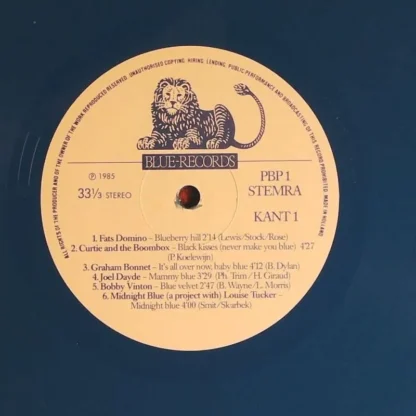 ALL RIGHTS OF THE PRODUCER AND OF THE OWNER OF THE WORK REPRODUCED RESERVED. UNAUTHORISED COPYING, HIRING, LENDING, PUBLIC PERFORMANCE AND BROADCASTING OF THIS RECORD PROHIBITED. MADE IN HOLLAND
BLUE-RECORDS
℗ 1985
33⅓ STEREO
PBP 1
STEMRA
KANT 1
1. Fats Domino – Blueberry hill 2'14 (Lewis/Stock/Rose)
2. Curtie and the Boombox – Black kisses (never make you blue) 4'27
(P. Koelewijn)
3. Graham Bonnet – It's all over now, baby blue 4'12 (B. Dylan)
4. Joel Dayde – Mammy blue 3'29 (Ph. Trim/H. Giraud)
5. Bobby Vinton – Blue velvet 2'47 (B. Wayne/L. Morris)
6. Midnight Blue (a project with) Louise Tucker –
Midnight blue 4'00 (Smit/Skarbek)